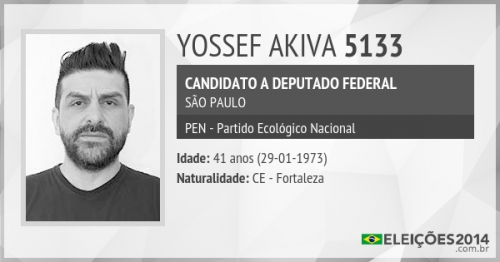 YOSSEF AKIVA 5133
CANDIDATO A DEPUTADO FEDERAL
SÃO PAULO
PEN - Partido Ecológico Nacional
Idade: 41 anos (29-01-1973)
Naturalidade: CE - Fortaleza
ELEIÇÕES2014
.com.br